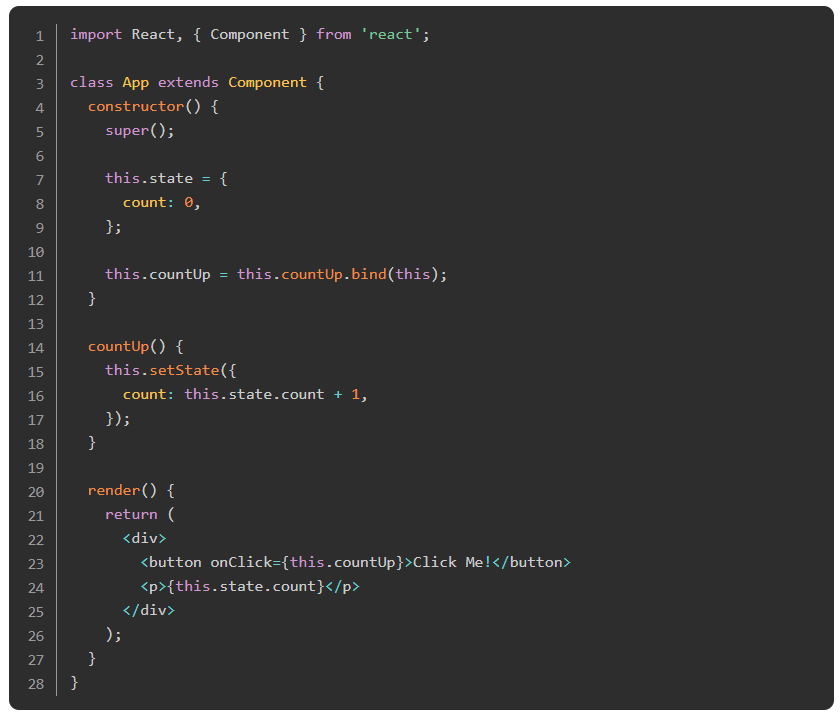 1 import React, { Component } from 'react';
2
3 class App extends Component {
4   constructor() {
5     super();
6
7     this.state = {
8       count: 0,
9     };
10
11     this.countUp = this.countUp.bind(this);
12   }
13
14   countUp() {
15     this.setState({
16       count: this.state.count + 1,
17     });
18   }
19
20   render() {
21     return (
22       <div>
23         <button onClick={this.countUp}>Click Me!</button>
24         <p>{this.state.count}</p>
25       </div>
26     );
27   }
28 }